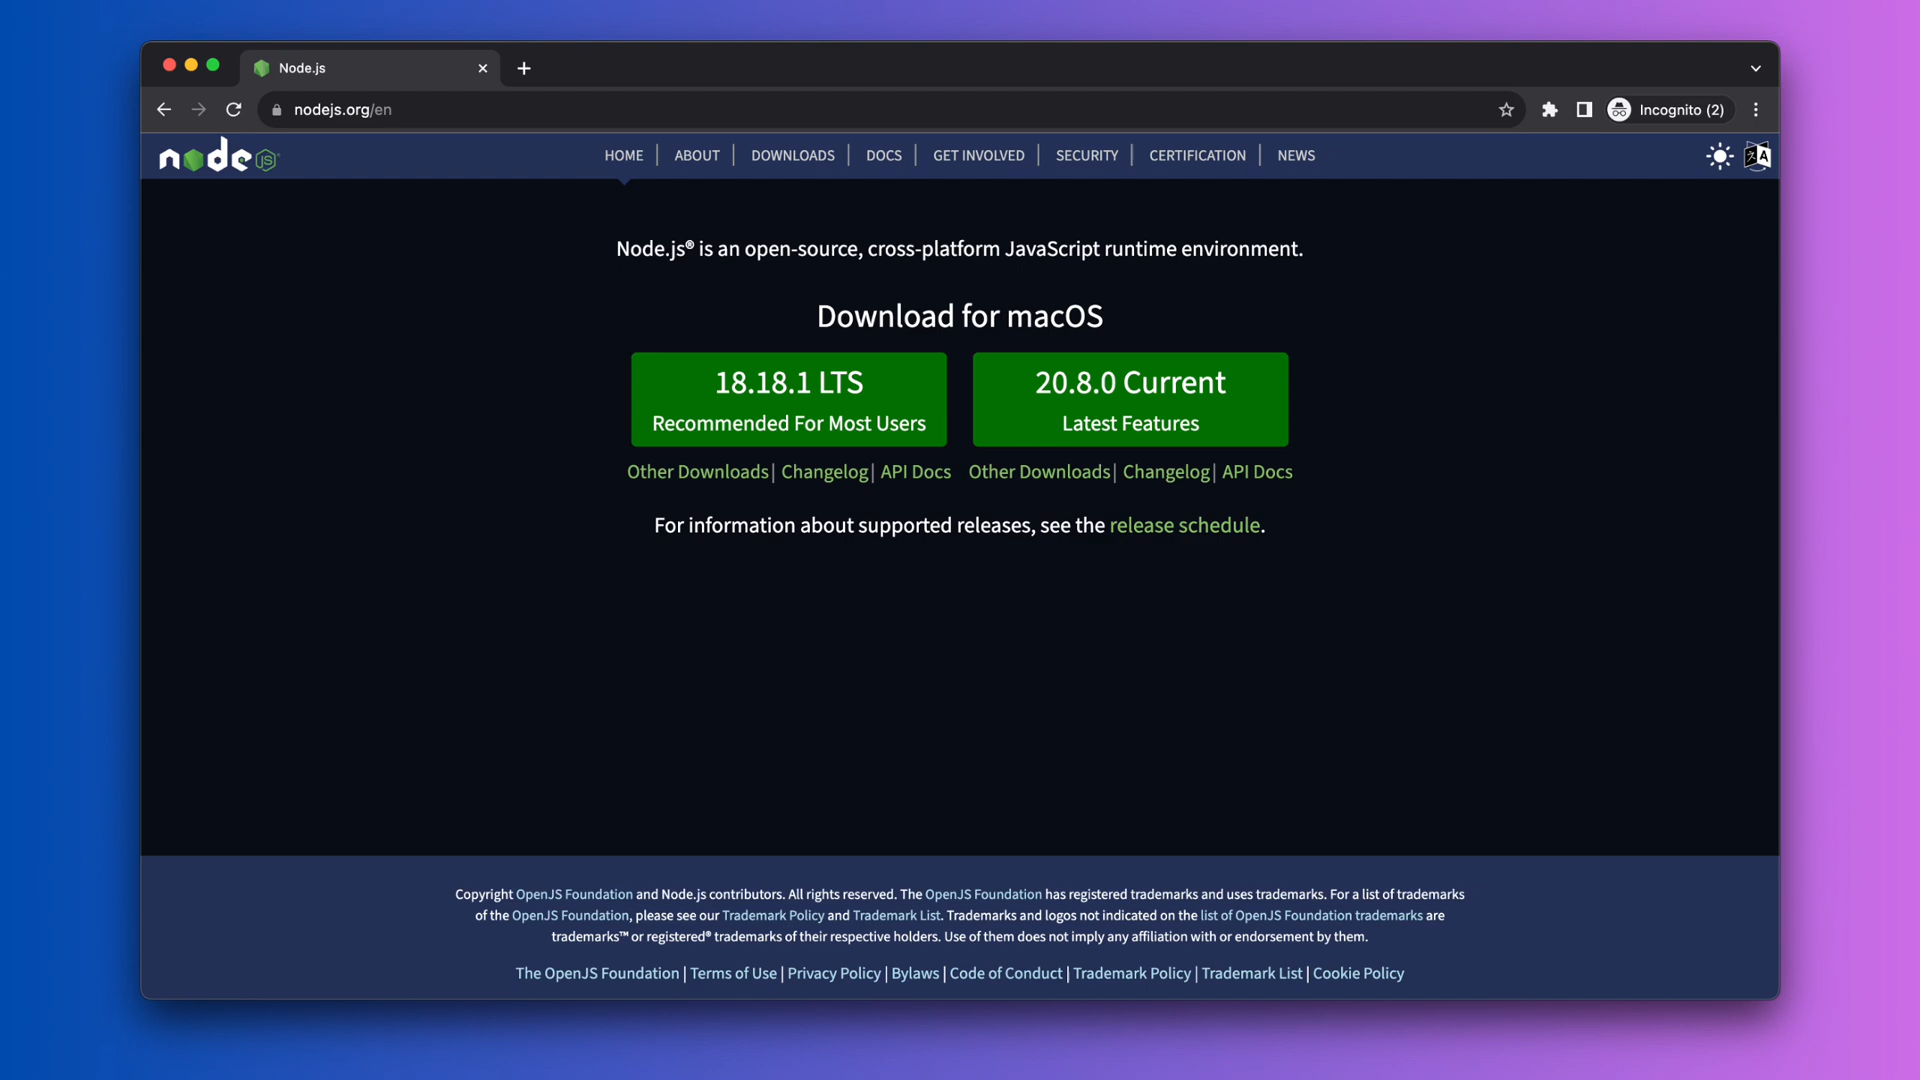 Node.js
nodejs.org/en
Incognito (2)
node JS
HOME | ABOUT | DOWNLOADS | DOCS | GET INVOLVED | SECURITY | CERTIFICATION | NEWS
文 A
Node.js® is an open-source, cross-platform JavaScript runtime environment.
Download for macOS
18.18.1 LTS
Recommended For Most Users
20.8.0 Current
Latest Features
Other Downloads | Changelog | API Docs
Other Downloads | Changelog | API Docs
For information about supported releases, see the release schedule.
Copyright OpenJS Foundation and Node.js contributors. All rights reserved. The OpenJS Foundation has registered trademarks and uses trademarks. For a list of trademarks
of the OpenJS Foundation, please see our Trademark Policy and Trademark List. Trademarks and logos not indicated on the list of OpenJS Foundation trademarks are
trademarks™ or registered® trademarks of their respective holders. Use of them does not imply any affiliation with or endorsement by them.
The OpenJS Foundation | Terms of Use | Privacy Policy | Bylaws | Code of Conduct | Trademark Policy | Trademark List | Cookie Policy